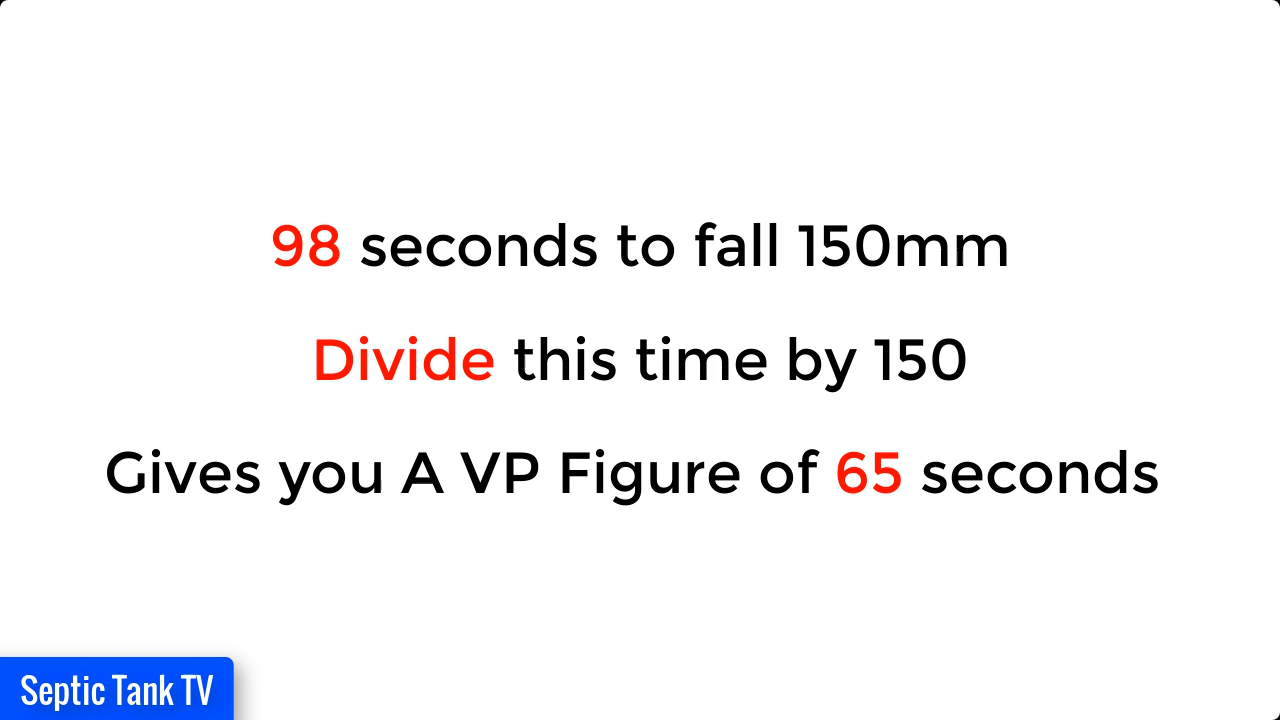 98 seconds to fall 150mm
Divide this time by 150
Gives you A VP Figure of 65 seconds
Septic Tank TV